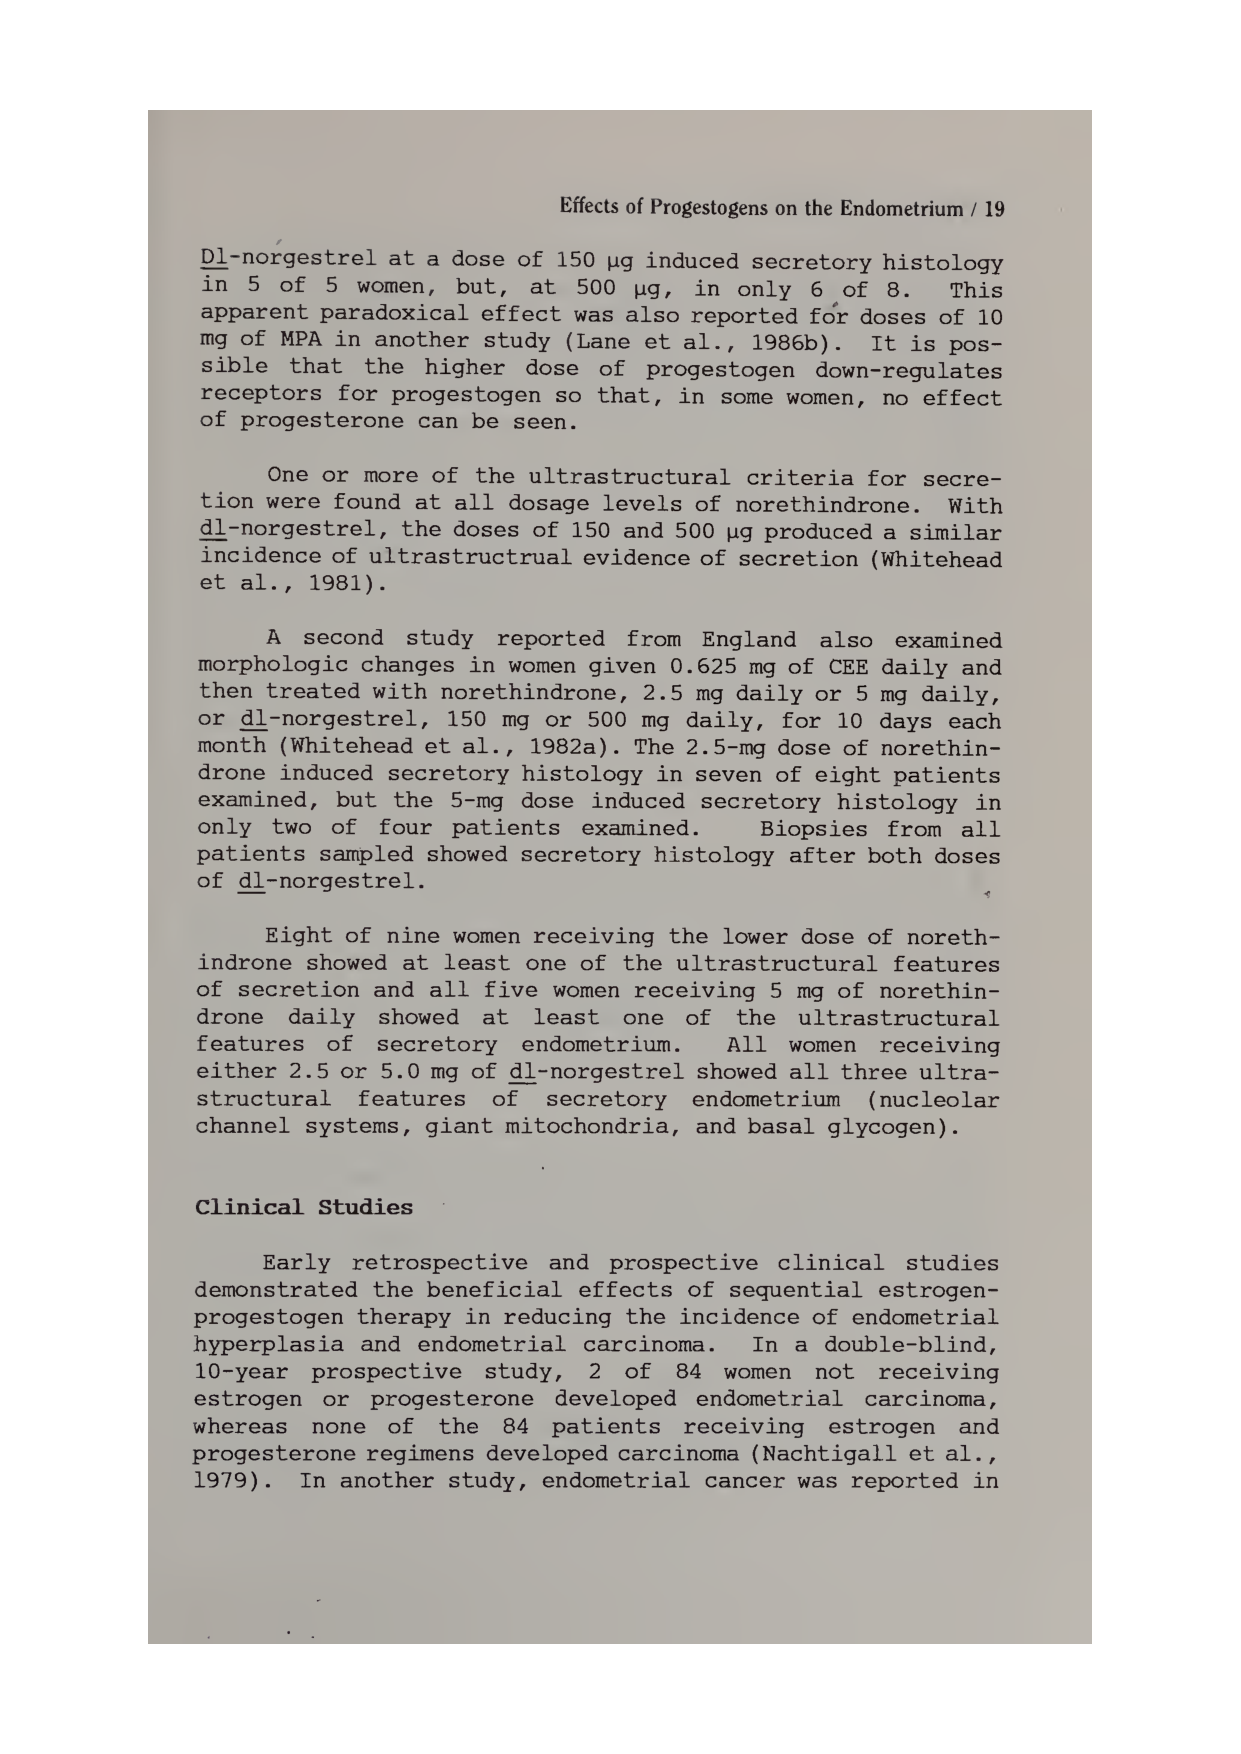 Effects of Progestogens on the Endometrium / 19
Dl-norgestrel at a dose of 150 µg induced secretory histology
in 5 of 5 women, but, at 500 µg, in only 6 of 8. This
apparent paradoxical effect was also reported for doses of 10
mg of MPA in another study (Lane et al., 1986b). It is pos-
sible that the higher dose of progestogen down-regulates
receptors for progestogen so that, in some women, no effect
of progesterone can be seen.
One or more of the ultrastructural criteria for secre-
tion were found at all dosage levels of norethindrone. With
dl-norgestrel, the doses of 150 and 500 µg produced a similar
incidence of ultrastructrual evidence of secretion (Whitehead
et al., 1981).
A second study reported from England also examined
morphologic changes in women given 0.625 mg of CEE daily and
then treated with norethindrone, 2.5 mg daily or 5 mg daily,
or dl-norgestrel, 150 mg or 500 mg daily, for 10 days each
month (Whitehead et al., 1982a). The 2.5-mg dose of norethin-
drone induced secretory histology in seven of eight patients
examined, but the 5-mg dose induced secretory histology in
only two of four patients examined. Biopsies from all
patients sampled showed secretory histology after both doses
of dl-norgestrel.
Eight of nine women receiving the lower dose of noreth-
indrone showed at least one of the ultrastructural features
of secretion and all five women receiving 5 mg of norethin-
drone daily showed at least one of the ultrastructural
features of secretory endometrium. All women receiving
either 2.5 or 5.0 mg of dl-norgestrel showed all three ultra-
structural features of secretory endometrium (nucleolar
channel systems, giant mitochondria, and basal glycogen).
Clinical Studies
Early retrospective and prospective clinical studies
demonstrated the beneficial effects of sequential estrogen-
progestogen therapy in reducing the incidence of endometrial
hyperplasia and endometrial carcinoma. In a double-blind,
10-year prospective study, 2 of 84 women not receiving
estrogen or progesterone developed endometrial carcinoma,
whereas none of the 84 patients receiving estrogen and
progesterone regimens developed carcinoma (Nachtigall et al.,
1979). In another study, endometrial cancer was reported in